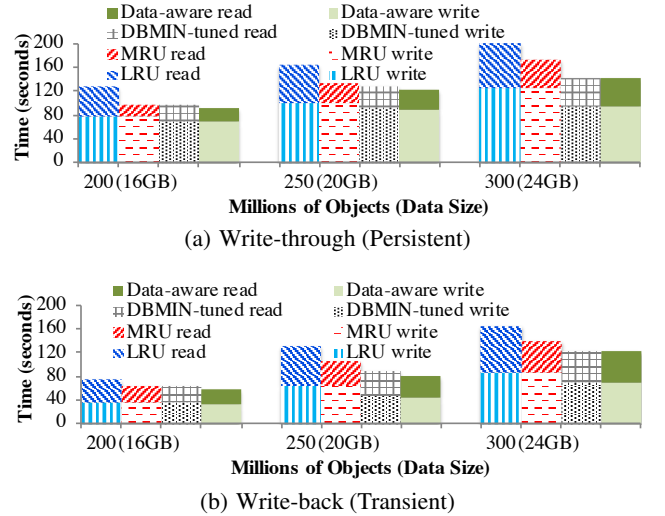 Data-aware read Data-aware write
DBMIN-tuned read DBMIN-tuned write
MRU read MRU write
LRU read LRU write
Time (seconds)
200
160
120
80
40
0
200 (16GB) 250 (20GB) 300 (24GB)
Millions of Objects (Data Size)
(a) Write-through (Persistent)
Data-aware read Data-aware write
DBMIN-tuned read DBMIN-tuned write
MRU read MRU write
LRU read LRU write
Time (seconds)
200
160
120
80
40
0
200 (16GB) 250 (20GB) 300 (24GB)
Millions of Objects (Data Size)
(b) Write-back (Transient)